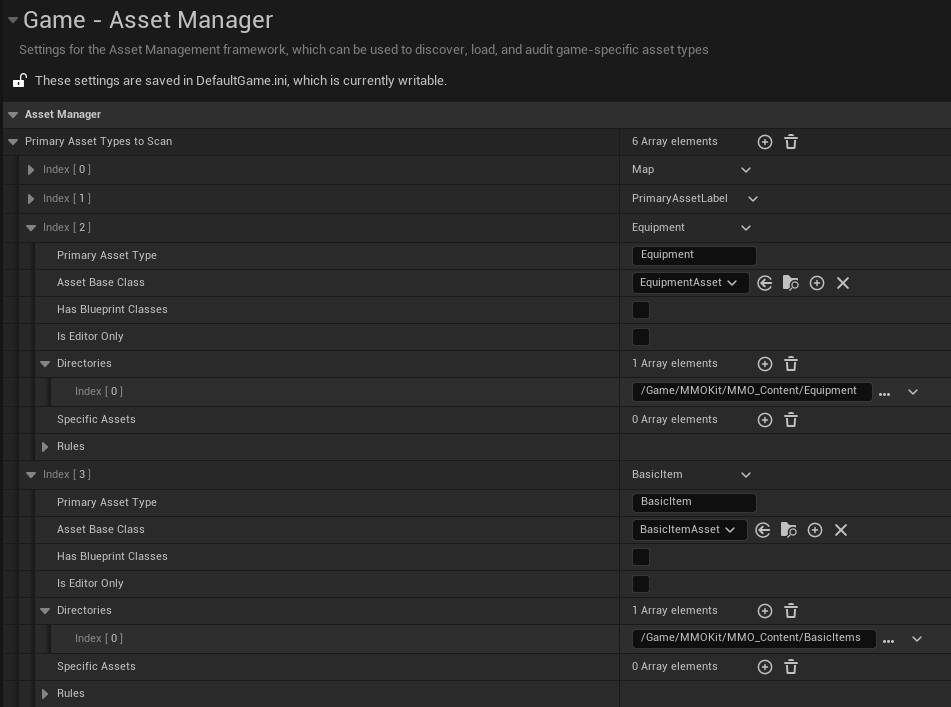 Game - Asset Manager
Settings for the Asset Management framework, which can be used to discover, load, and audit game-specific asset types
These settings are saved in DefaultGame.ini, which is currently writable.
Asset Manager
Primary Asset Types to Scan 6 Array elements
Index [ 0 ] Map
Index [ 1 ] PrimaryAssetLabel
Index [ 2 ] Equipment
Primary Asset Type Equipment
Asset Base Class EquipmentAsset
Has Blueprint Classes
Is Editor Only
Directories 1 Array elements
Index [ 0 ] /Game/MMOKit/MMO_Content/Equipment ...
Specific Assets 0 Array elements
Rules
Index [ 3 ] BasicItem
Primary Asset Type BasicItem
Asset Base Class BasicItemAsset
Has Blueprint Classes
Is Editor Only
Directories 1 Array elements
Index [ 0 ] /Game/MMOKit/MMO_Content/BasicItems ...
Specific Assets 0 Array elements
Rules